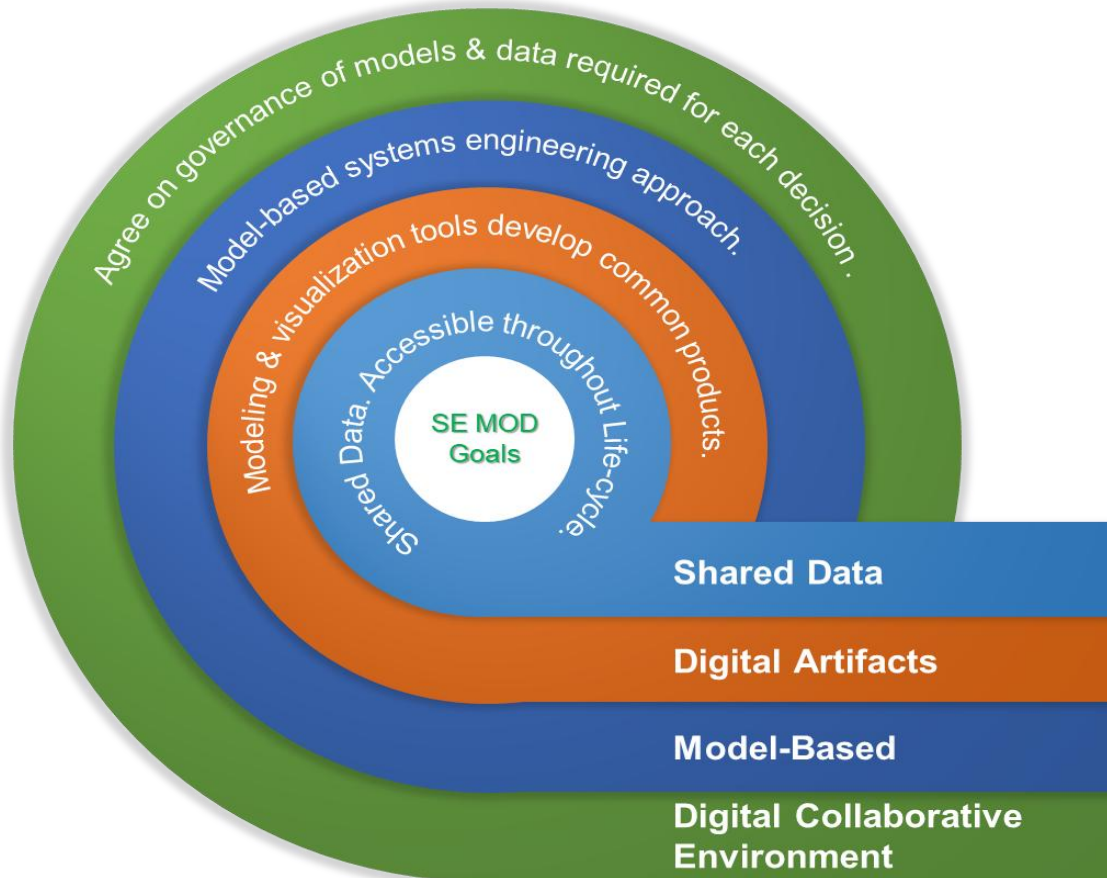 Agree on governance of models & data required for each decision .
Model-based systems engineering approach.
Modeling & visualization tools develop common products.
Shared Data. Accessible throughout Life-cycle.
SE MOD
Goals
Shared Data
Digital Artifacts
Model-Based
Digital Collaborative
Environment